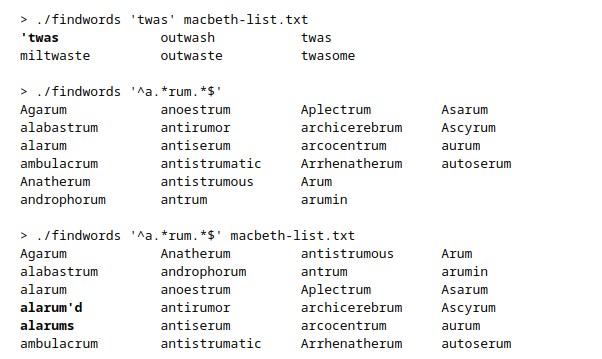 > ./findwords 'twas' macbeth-list.txt
'twas outwash twas
miltwaste outwaste twasome
> ./findwords '^a.*rum.*$'
Agarum anoestrum Aplectrum Asarum
alabastrum antirumor archicerebrum Ascyrum
alarum antiserum arcocentrum aurum
ambulacrum antistrumatic Arrhenatherum autoserum
Anatherum antistrumous Arum
androphorum antrum arumin
> ./findwords '^a.*rum.*$' macbeth-list.txt
Agarum Anatherum antistrumous Arum
alabastrum androphorum antrum arumin
alarum anoestrum Aplectrum Asarum
alarum'd antirumor archicerebrum Ascyrum
alarums antiserum arcocentrum aurum
ambulacrum antistrumatic Arrhenatherum autoserum